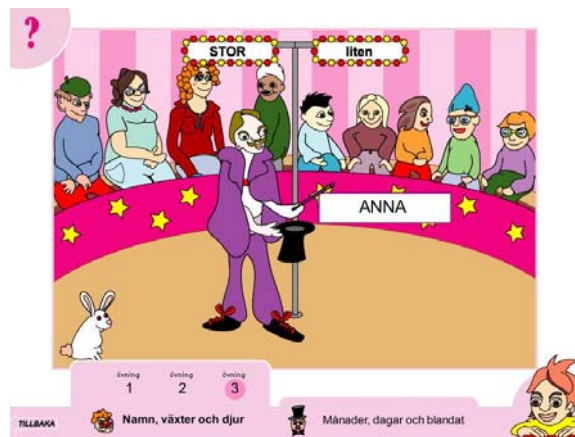 ?
STOR
liten
ANNA
övning övning övning
1 2 3
TILLBAKA
Namn, växter och djur
Månader, dagar och blandat